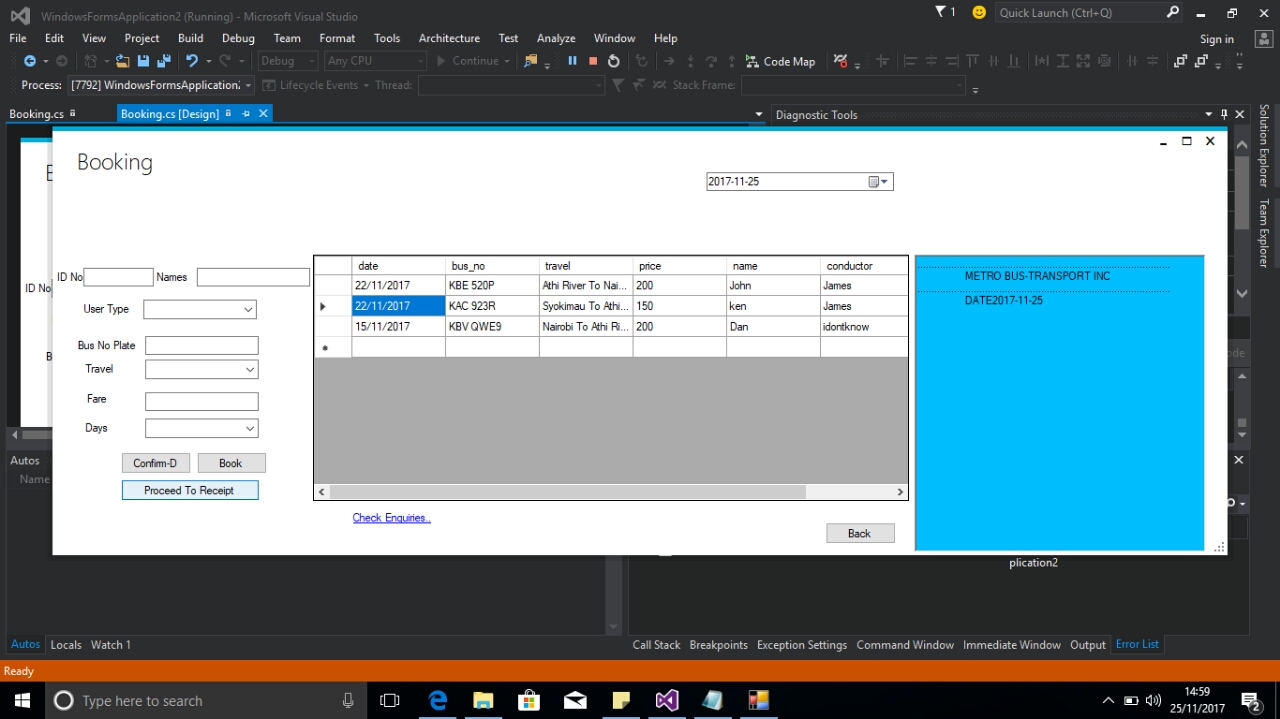 WindowsFormsApplication2 (Running) - Microsoft Visual Studio
1
Quick Launch (Ctrl+Q)
File Edit View Project Build Debug Team Format Tools Architecture Test Analyze Window Help
Sign in
Debug Any CPU Continue Code Map
Process: [7792] WindowsFormsApplication2 Lifecycle Events Thread: Stack Frame:
Booking.cs Booking.cs [Design] Diagnostic Tools
Solution Explorer
Team Explorer
Booking
2017-11-25
ID No Names
ID No
User Type
Bus No Plate
Travel
Fare
Days
Confirm-D Book
Proceed To Receipt
date bus_no travel price name conductor
22/11/2017 KBE 520P Athi River To Nai... 200 John James
22/11/2017 KAC 923R Syokimau To Athi... 150 ken James
15/11/2017 KBV QWE9 Nairobi To Athi Ri... 200 Dan idontknow
Check Enquiries..
Back
METRO BUS-TRANSPORT INC
DATE2017-11-25
Autos
Name
plication2
Autos Locals Watch 1
Call Stack Breakpoints Exception Settings Command Window Immediate Window Output Error List
Ready
Type here to search
14:59
25/11/2017
2